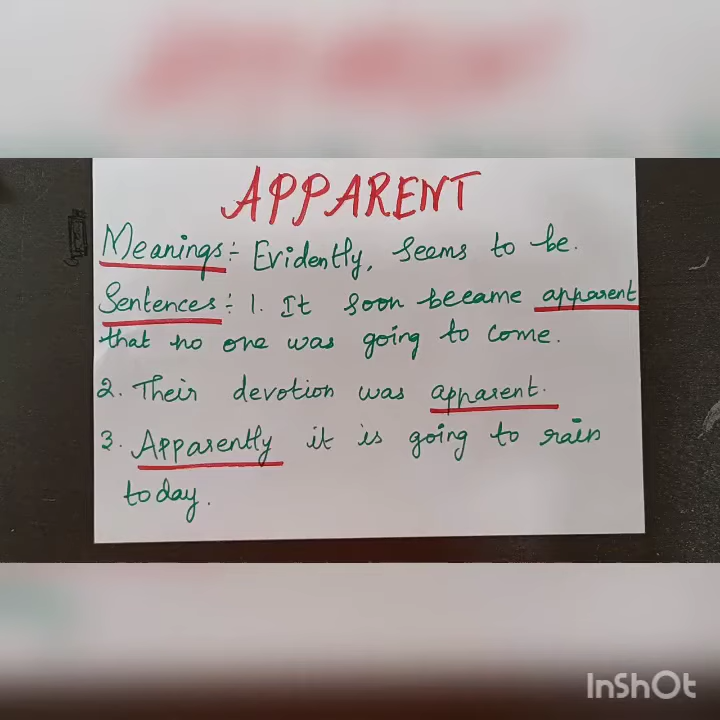 APPARENT
Meanings:- Evidently, seems to be.
Sentences:- 1. It soon became apparent
that no one was going to come.
2. Their devotion was apparent.
3. Apparently it is going to rain
today.
InShOt